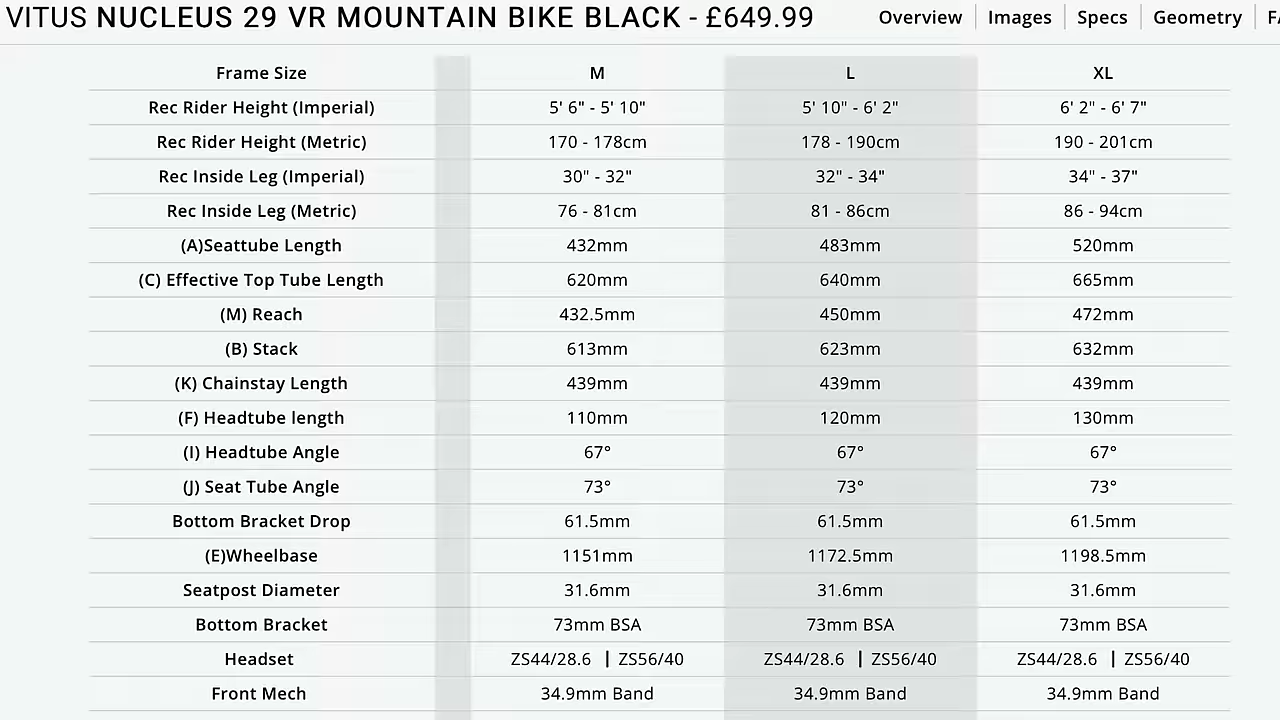 VITUS NUCLEUS 29 VR MOUNTAIN BIKE BLACK - £649.99 Overview Images Specs Geometry
Frame Size M L XL
Rec Rider Height (Imperial) 5' 6" - 5' 10" 5' 10" - 6' 2" 6' 2" - 6' 7"
Rec Rider Height (Metric) 170 - 178cm 178 - 190cm 190 - 201cm
Rec Inside Leg (Imperial) 30" - 32" 32" - 34" 34" - 37"
Rec Inside Leg (Metric) 76 - 81cm 81 - 86cm 86 - 94cm
(A)Seattube Length 432mm 483mm 520mm
(C) Effective Top Tube Length 620mm 640mm 665mm
(M) Reach 432.5mm 450mm 472mm
(B) Stack 613mm 623mm 632mm
(K) Chainstay Length 439mm 439mm 439mm
(F) Headtube length 110mm 120mm 130mm
(I) Headtube Angle 67° 67° 67°
(J) Seat Tube Angle 73° 73° 73°
Bottom Bracket Drop 61.5mm 61.5mm 61.5mm
(E)Wheelbase 1151mm 1172.5mm 1198.5mm
Seatpost Diameter 31.6mm 31.6mm 31.6mm
Bottom Bracket 73mm BSA 73mm BSA 73mm BSA
Headset ZS44/28.6 | ZS56/40 ZS44/28.6 | ZS56/40 ZS44/28.6 | ZS56/40
Front Mech 34.9mm Band 34.9mm Band 34.9mm Band